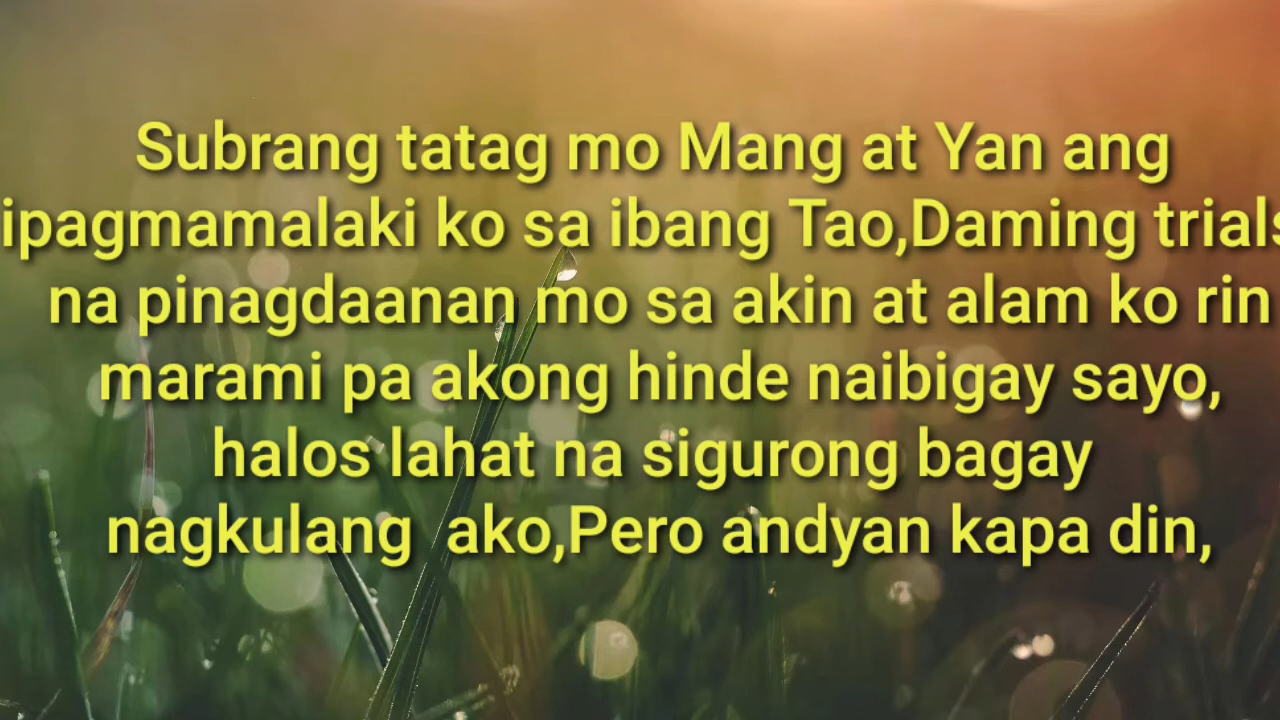 Subrang tatag mo Mang at Yan ang
ipagmamalaki ko sa ibang Tao,Daming trials
na pinagdaanan mo sa akin at alam ko rin
marami pa akong hinde naibigay sayo,
halos lahat na sigurong bagay
nagkulang  ako,Pero andyan kapa din,